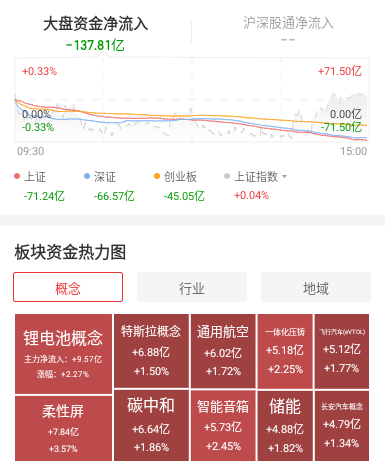 大盘资金净流入
沪深股通净流入
-137.81亿
--
+0.33%
+71.50亿
0.00%
0.00亿
-0.33%
-71.50亿
09:30
15:00
上证
深证
创业板
上证指数
-71.24亿
-66.57亿
-45.05亿
+0.04%
板块资金热力图
概念
行业
地域
锂电池概念
主力净流入：+9.57亿
涨幅：+2.27%
特斯拉概念
+6.88亿
+1.50%
通用航空
+6.02亿
+1.72%
一体化压铸
+5.18亿
+2.25%
飞行汽车(eVTOL)
+5.12亿
+1.77%
柔性屏
+7.84亿
+3.57%
碳中和
+6.64亿
+1.86%
智能音箱
+5.73亿
+2.45%
储能
+4.88亿
+1.82%
长安汽车概念
+4.79亿
+1.34%